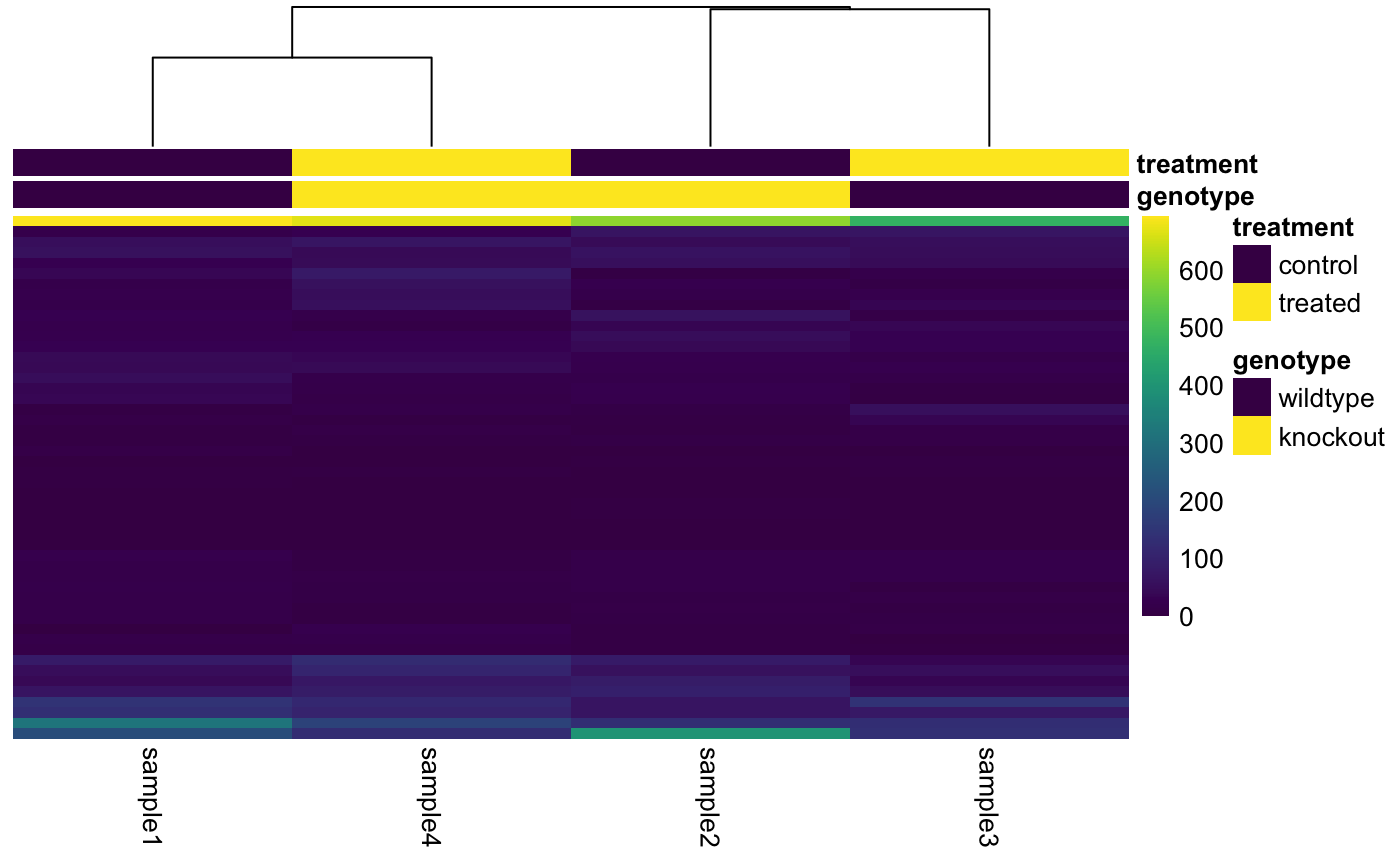 treatment
genotype
600
500
400
300
200
100
0
treatment
control
treated
genotype
wildtype
knockout
sample1
sample4
sample2
sample3